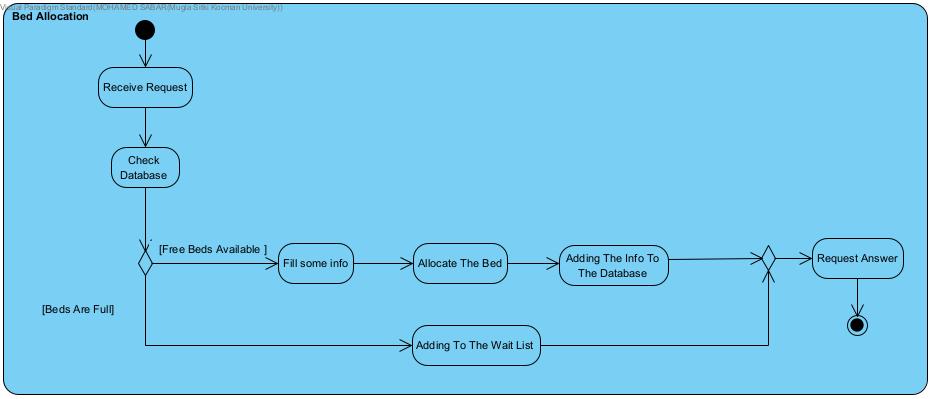 Visual Paradigm Standard(MOHAMED SABAR(Mugla Sitki Kocman University))
Bed Allocation
Receive Request
Check
Database
[Free Beds Available ]
Fill some info
Allocate The Bed
Adding The Info To
The Database
Request Answer
[Beds Are Full]
Adding To The Wait List